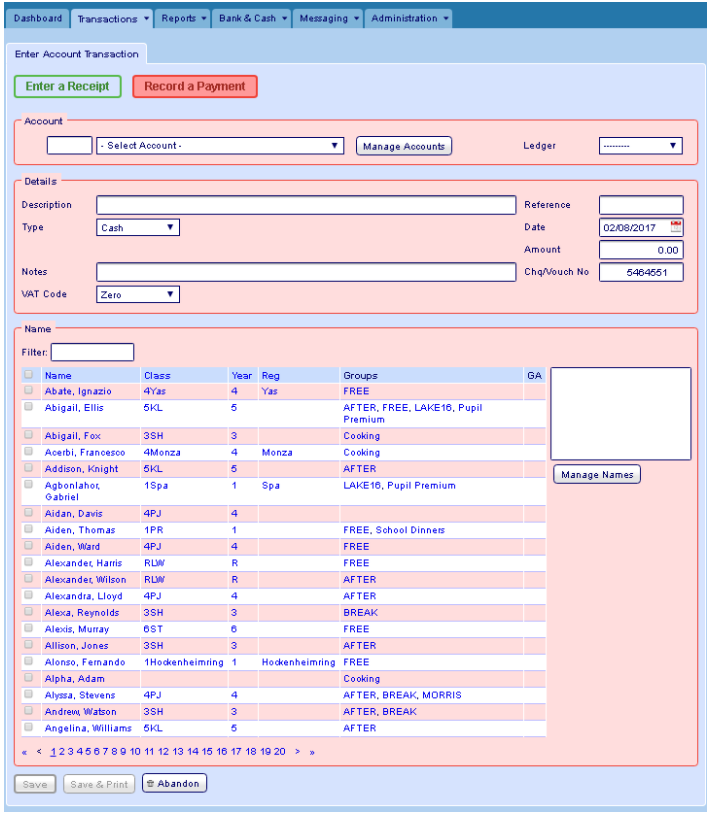 Dashboard Transactions Reports Bank & Cash Messaging Administration
Enter Account Transaction
Enter a Receipt Record a Payment
Account
- Select Account - Manage Accounts Ledger ---------
Details
Description Reference
Type Cash Date 02/08/2017
Amount 0.00
Notes Chq/Vouch No 5464551
VAT Code Zero
Name
Filter:
Name Class Year Reg Groups GA
Abate, Ignazio 4Yas 4 Yas FREE
Abigail, Ellis 5KL 5 AFTER, FREE, LAKE16, Pupil
Premium
Abigail, Fox 3SH 3 Cooking
Acerbi, Francesco 4Monza 4 Monza Cooking
Addison, Knight 5KL 5 AFTER
Manage Names
Agbonlahor, 1Spa 1 Spa LAKE16, Pupil Premium
Gabriel
Aidan, Davis 4PJ 4
Aiden, Thomas 1PR 1 FREE, School Dinners
Aiden, Ward 4PJ 4 FREE
Alexander, Harris RLW R FREE
Alexander, Wilson RLW R AFTER
Alexandra, Lloyd 4PJ 4 AFTER
Alexa, Reynolds 3SH 3 BREAK
Alexis, Murray 6ST 6 FREE
Allison, Jones 3SH 3 AFTER
Alonso, Fernando 1Hockenheimring 1 Hockenheimring FREE
Alpha, Adam Cooking
Alyssa, Stevens 4PJ 4 AFTER, BREAK, MORRIS
Andrew, Watson 3SH 3 AFTER, BREAK
Angelina, Williams 5KL 5 AFTER
« < 1 2 3 4 5 6 7 8 9 10 11 12 13 14 15 16 17 18 19 20 > »
Save Save & Print Abandon